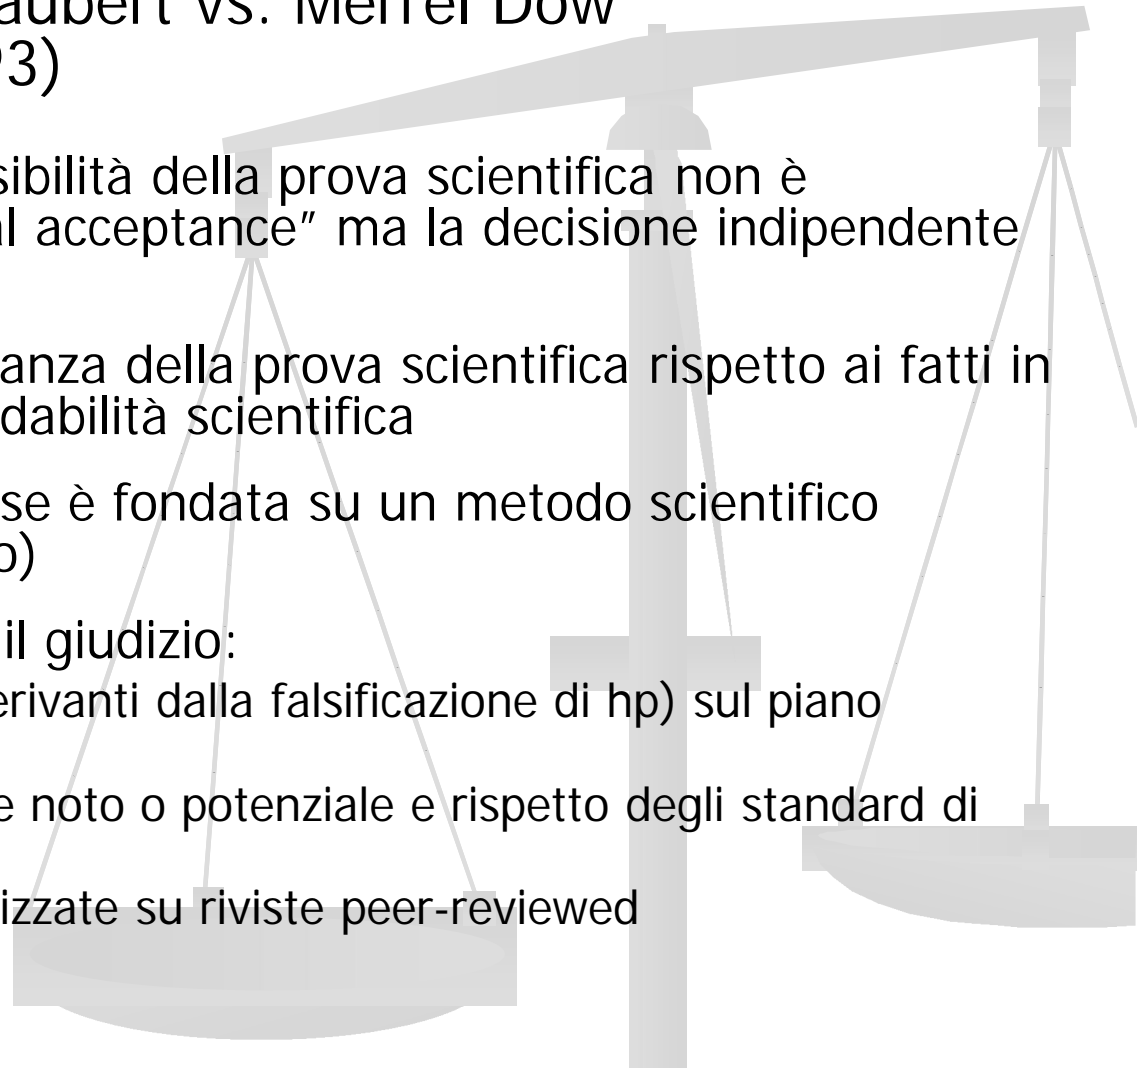 aubert vs. Merrel Dow
93)
sibilità della prova scientifica non è
al acceptance” ma la decisione indipendente
anza della prova scientifica rispetto ai fatti in
dabilità scientifica
se è fondata su un metodo scientifico
o)
il giudizio:
erivanti dalla falsificazione di hp) sul piano
e noto o potenziale e rispetto degli standard di
izzate su riviste peer-reviewed